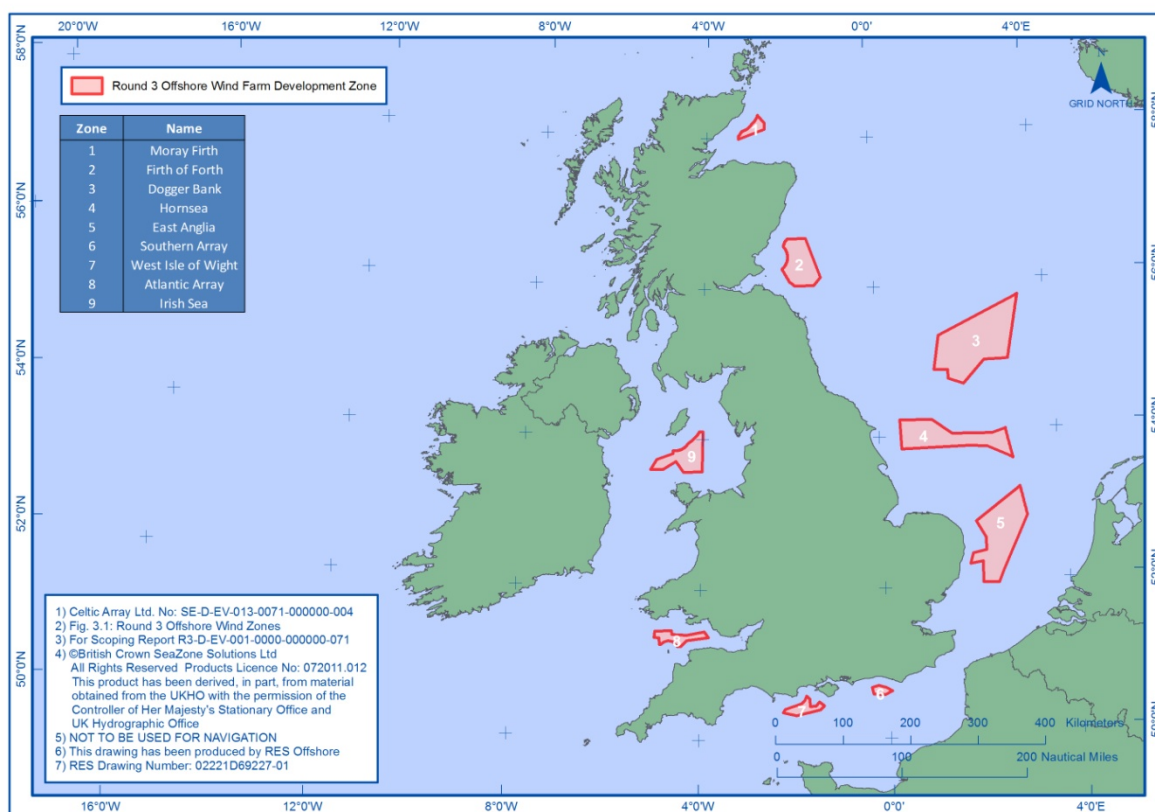 20°0'W 16°0'W 12°0'W 8°0'W 4°0'W 0°0' 4°0'E
58°0'N
56°0'N
54°0'N
52°0'N
50°0'N
Round 3 Offshore Wind Farm Development Zone
Zone Name
1 Moray Firth
2 Firth of Forth
3 Dogger Bank
4 Hornsea
5 East Anglia
6 Southern Array
7 West Isle of Wight
8 Atlantic Array
9 Irish Sea
GRID NORTH
1
2
3
4
9
5
8
6
7
58°0'N
56°0'N
54°0'N
52°0'N
50°0'N
1) Celtic Array Ltd. No: SE-D-EV-013-0071-000000-004
2) Fig. 3.1: Round 3 Offshore Wind Zones
3) For Scoping Report R3-D-EV-001-0000-000000-071
4) ©British Crown SeaZone Solutions Ltd
All Rights Reserved Products Licence No: 072011.012
This product has been derived, in part, from material
obtained from the UKHO with the permission of the
Controller of Her Majesty's Stationary Office and
UK Hydrographic Office
5) NOT TO BE USED FOR NAVIGATION
6) This drawing has been produced by RES Offshore
7) RES Drawing Number: 02221D69227-01
0 100 200 300 400 Kilometers
0 100 200 Nautical Miles
16°0'W 12°0'W 8°0'W 4°0'W 0°0' 4°0'E